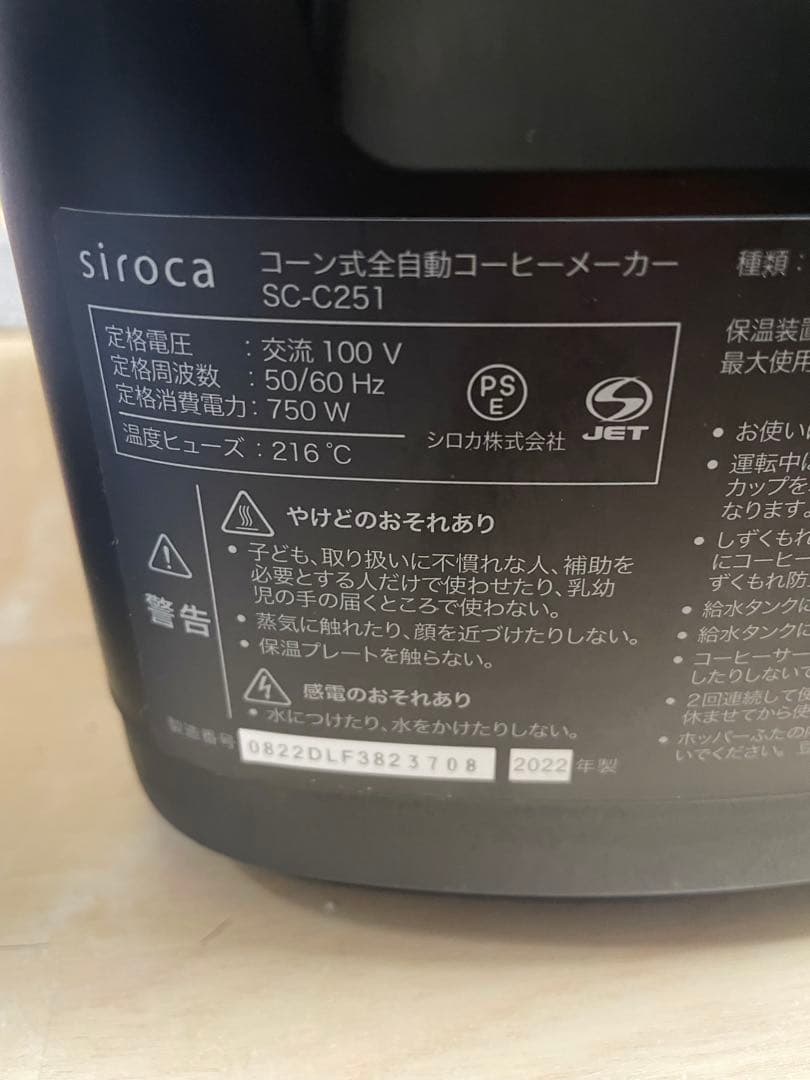 siroca
コーン式全自動コーヒーメーカー
SC-C251
定格電圧 : 交流 100 V
定格周波数 : 50/60 Hz
定格消費電力 : 750 W
温度ヒューズ : 216 ℃
PS
E
シロカ株式会社
JET
警告
やけどのおそれあり
• 子ども、取り扱いに不慣れな人、補助を
必要とする人だけで使わせたり、乳幼
児の手の届くところで使わない。
• 蒸気に触れたり、顔を近づけたりしない。
• 保温プレートを触らない。
感電のおそれあり
• 水につけたり、水をかけたりしない。
製造番号 0822DLF3823708 2022 年製
種類 :
保温装置
最大使用
• お使いに
• 運転中に
カップを
なります。
• しずくもれ
にコーヒー
ずくもれ防
• 給水タンクに
• 給水タンクに
• コーヒーサー
したりしないで
• 2回連続して
休ませてから使
• ホッパーふたの
いでください。